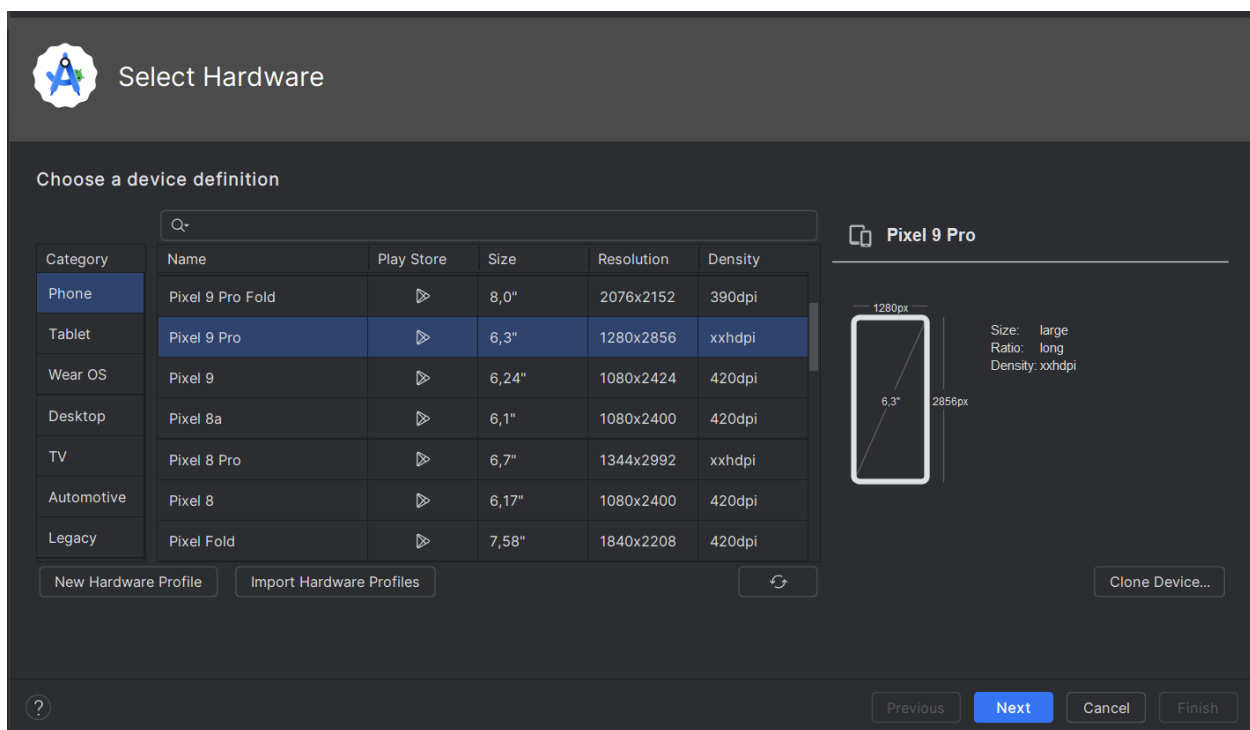 Select Hardware
Choose a device definition
Category
Name Play Store Size Resolution Density
Phone
Tablet
Wear OS
Desktop
TV
Automotive
Legacy
Pixel 9 Pro Fold 8,0" 2076x2152 390dpi
Pixel 9 Pro 6,3" 1280x2856 xxhdpi
Pixel 9 6,24" 1080x2424 420dpi
Pixel 8a 6,1" 1080x2400 420dpi
Pixel 8 Pro 6,7" 1344x2992 xxhdpi
Pixel 8 6,17" 1080x2400 420dpi
Pixel Fold 7,58" 1840x2208 420dpi
New Hardware Profile Import Hardware Profiles
Pixel 9 Pro
1280px
6,3" 2856px
Size: large
Ratio: long
Density: xxhdpi
Clone Device...
? Previous Next Cancel Finish